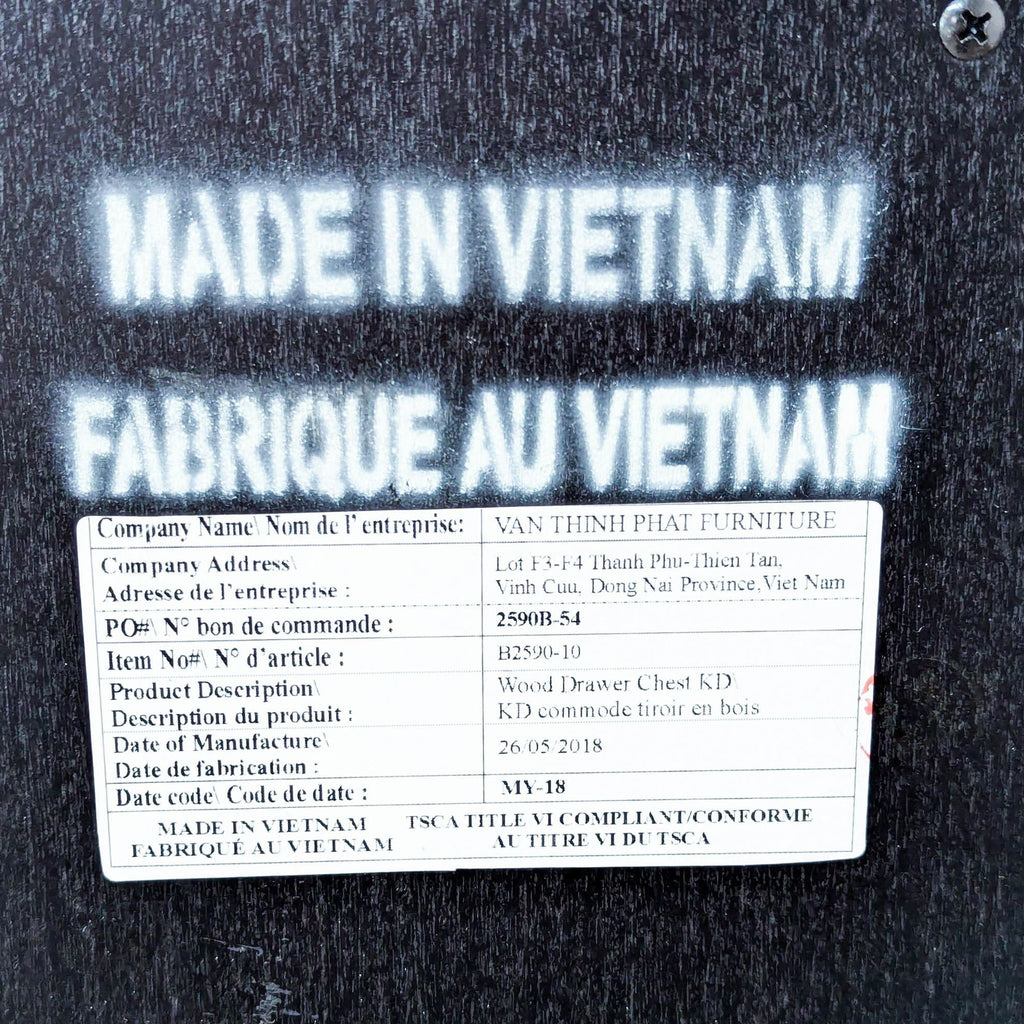 MADE IN VIETNAM
FABRIQUE AU VIETNAM
Company Name\ Nom de l'entreprise: VAN THINH PHAT FURNITURE
Company Address\
Adresse de l'entreprise :
Lot F3-F4 Thanh Phu-Thien Tan,
Vinh Cuu, Dong Nai Province,Viet Nam
PO#\ N° bon de commande : 2590B-54
Item No#\ N° d'article : B2590-10
Product Description\
Description du produit :
Wood Drawer Chest KD\
KD commode tiroir en bois
Date of Manufacture\
Date de fabrication :
26/05/2018
Date code\ Code de date : MY-18
MADE IN VIETNAM
FABRIQUÉ AU VIETNAM
TSCA TITLE VI COMPLIANT/CONFORME
AU TITRE VI DU TSCA